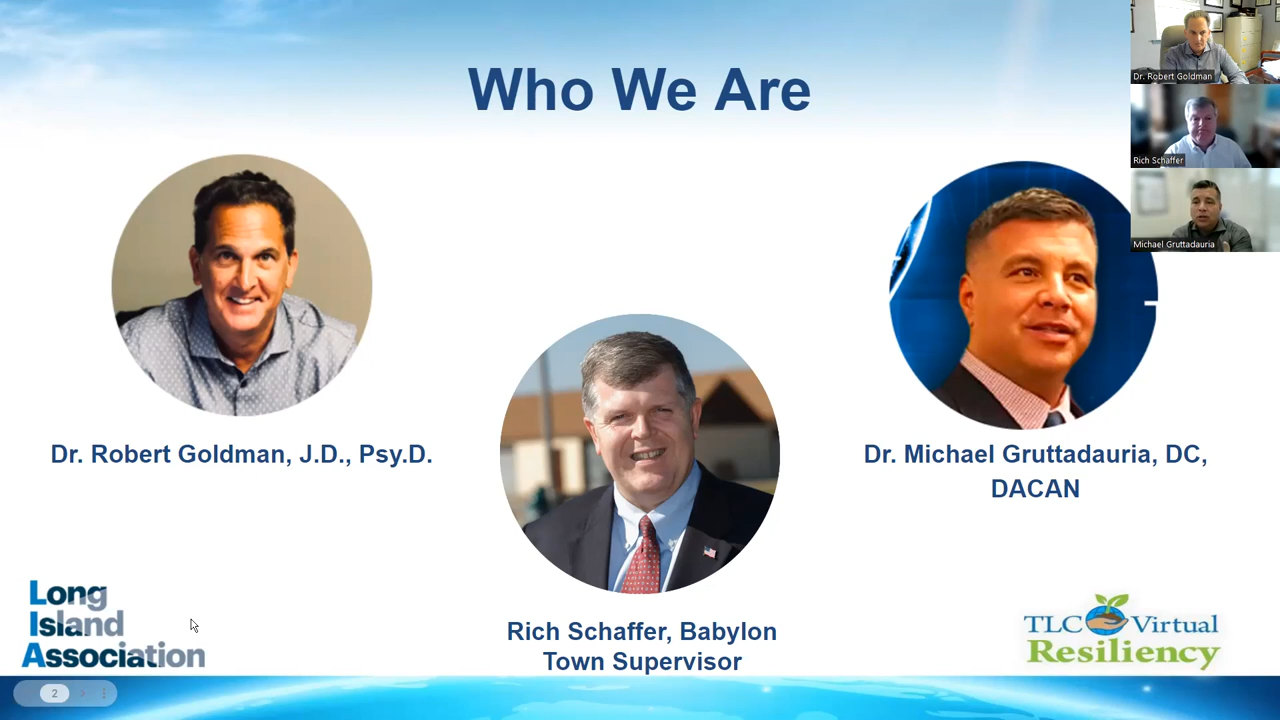 Who We Are
Dr. Robert Goldman
Rich Schaffer
Michael Gruttadauria
Dr. Robert Goldman, J.D., Psy.D.
Dr. Michael Gruttadauria, DC,
DACAN
Rich Schaffer, Babylon
Town Supervisor
Long
Island
Association
TLC Virtual
Resiliency
2